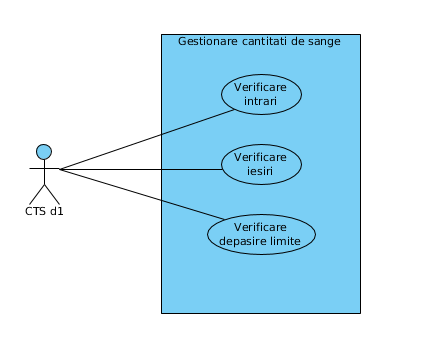 Gestionare cantitati de sange
Verificare
intrari
Verificare
iesiri
CTS d1
Verificare
depasire limite